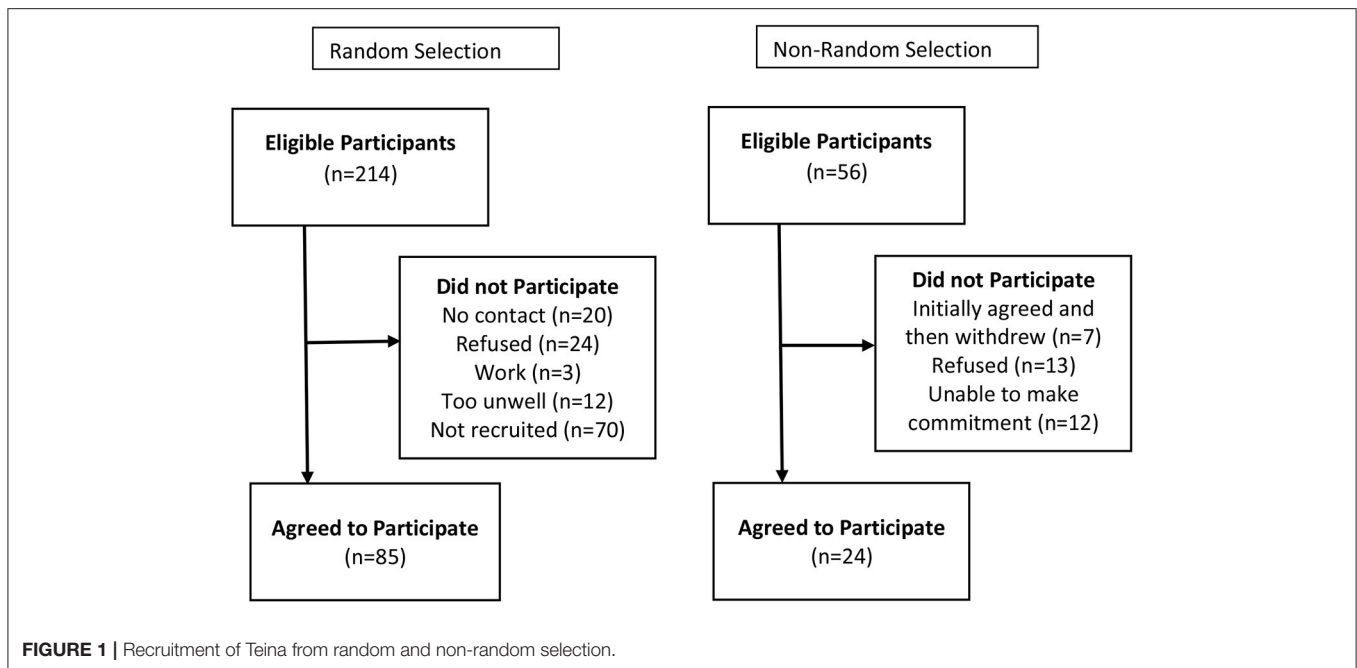 Random Selection
Non-Random Selection
Eligible Participants
(n=214)
Eligible Participants
(n=56)
Did not Participate
No contact (n=20)
Refused (n=24)
Work (n=3)
Too unwell (n=12)
Not recruited (n=70)
Did not Participate
Initially agreed and
then withdrew (n=7)
Refused (n=13)
Unable to make
commitment (n=12)
Agreed to Participate
(n=85)
Agreed to Participate
(n=24)
FIGURE 1 | Recruitment of Teina from random and non-random selection.